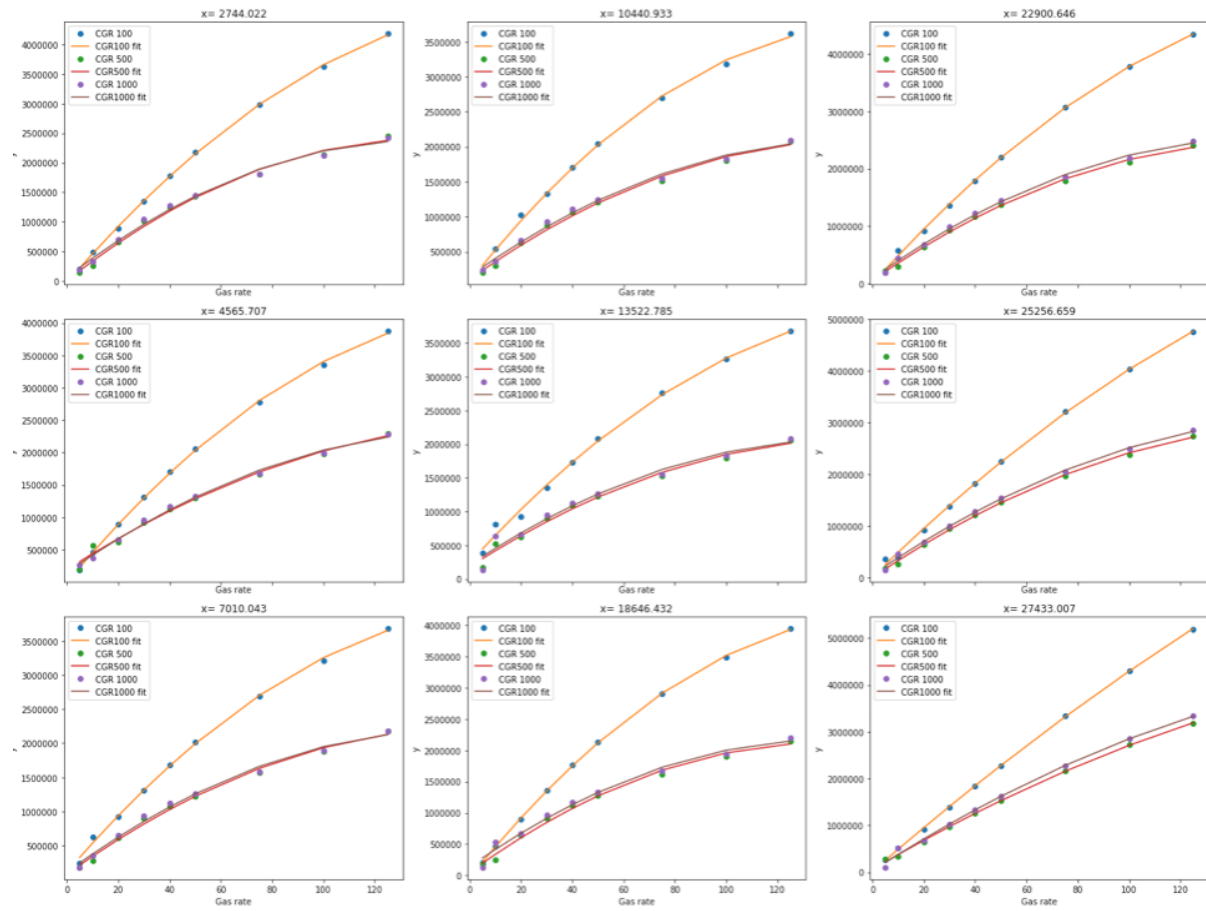 x= 2744.022
CGR 100
CGR100 fit
CGR 500
CGR500 fit
CGR 1000
CGR1000 fit
4000000
3500000
3000000
2500000
2000000
1500000
1000000
500000
0
y
Gas rate
x= 10440.933
CGR 100
CGR100 fit
CGR 500
CGR500 fit
CGR 1000
CGR1000 fit
3500000
3000000
2500000
2000000
1500000
1000000
500000
y
Gas rate
x= 22900.646
CGR 100
CGR100 fit
CGR 500
CGR500 fit
CGR 1000
CGR1000 fit
4000000
3000000
2000000
1000000
0
y
Gas rate
x= 4565.707
CGR 100
CGR100 fit
CGR 500
CGR500 fit
CGR 1000
CGR1000 fit
4000000
3500000
3000000
2500000
2000000
1500000
1000000
500000
y
Gas rate
x= 13522.785
CGR 100
CGR100 fit
CGR 500
CGR500 fit
CGR 1000
CGR1000 fit
3500000
3000000
2500000
2000000
1500000
1000000
500000
0
y
Gas rate
x= 25256.659
CGR 100
CGR100 fit
CGR 500
CGR500 fit
CGR 1000
CGR1000 fit
5000000
4000000
3000000
2000000
1000000
0
y
Gas rate
x= 7010.043
CGR 100
CGR100 fit
CGR 500
CGR500 fit
CGR 1000
CGR1000 fit
3500000
3000000
2500000
2000000
1500000
1000000
500000
y
0 20 40 60 80 100 120
Gas rate
x= 18646.432
CGR 100
CGR100 fit
CGR 500
CGR500 fit
CGR 1000
CGR1000 fit
4000000
3500000
3000000
2500000
2000000
1500000
1000000
500000
0
y
0 20 40 60 80 100 120
Gas rate
x= 27433.007
CGR 100
CGR100 fit
CGR 500
CGR500 fit
CGR 1000
CGR1000 fit
5000000
4000000
3000000
2000000
1000000
0
y
0 20 40 60 80 100 120
Gas rate